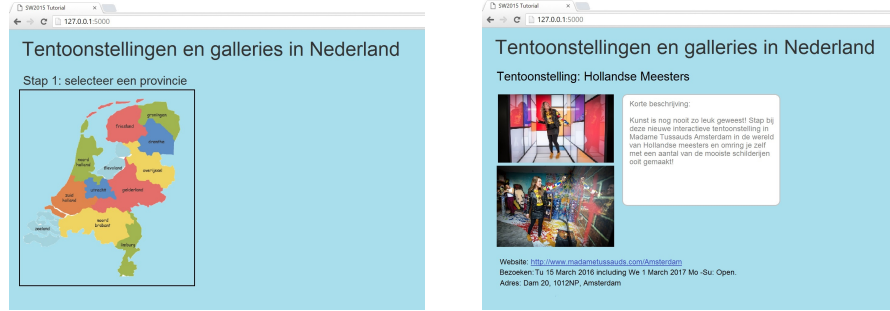 SW2015 Tutorial
127.0.0.1:5000
Tentoonstellingen en galleries in Nederland
Stap 1: selecteer een provincie
groningen
friesland
drenthe
noord
holland
flevoland
overijssel
utrecht
gelderland
zuid
holland
zeeland
noord
brabant
limburg
SW2015 Tutorial
127.0.0.1:5000
Tentoonstellingen en galleries in Nederland
Tentoonstelling: Hollandse Meesters
Korte beschrijving:
Kunst is nog nooit zo leuk geweest! Stap bij
deze nieuwe interactieve tentoonstelling in
Madame Tussauds Amsterdam in de wereld
van Hollandse meesters en omring je zelf
met een aantal van de mooiste schilderijen
ooit gemaakt!
Website: http://www.madametussauds.com/Amsterdam
Bezoeken: Tu 15 March 2016 including We 1 March 2017 Mo -Su: Open.
Adres: Dam 20, 1012NP, Amsterdam